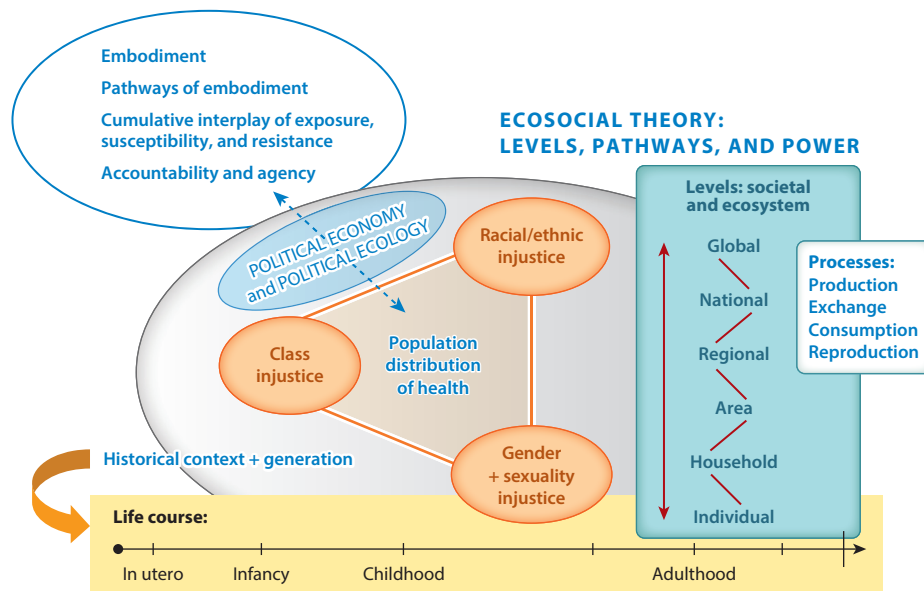 Embodiment
Pathways of embodiment
Cumulative interplay of exposure,
susceptibility, and resistance
Accountability and agency
ECOSOCIAL THEORY:
LEVELS, PATHWAYS, AND POWER
POLITICAL ECONOMY
and POLITICAL ECOLOGY
Racial/ethnic
injustice
Class
injustice
Population
distribution
of health
Gender
+ sexuality
injustice
Levels: societal
and ecosystem
Global
National
Regional
Area
Household
Individual
Processes:
Production
Exchange
Consumption
Reproduction
Historical context + generation
Life course:
In utero
Infancy
Childhood
Adulthood